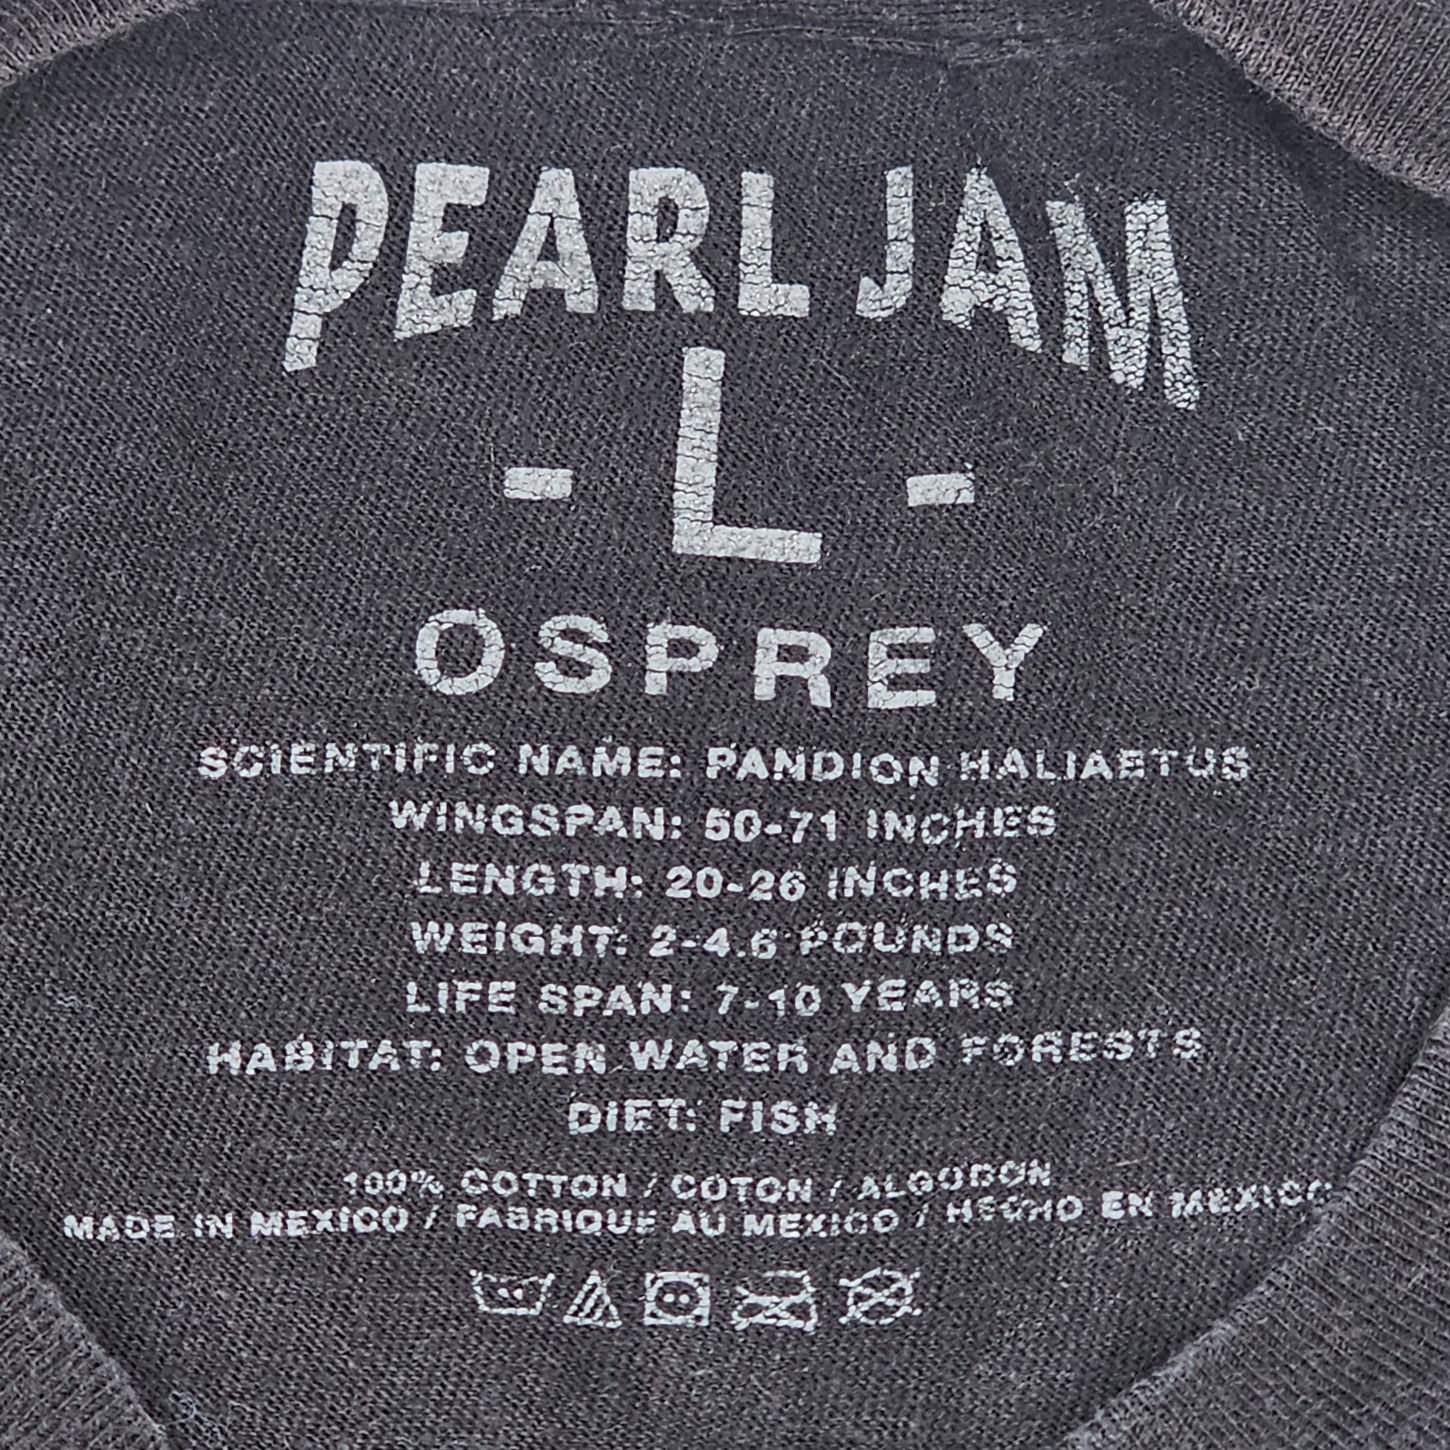 PEARL JAM
- L -
OSPREY
SCIENTIFIC NAME: PANDION HALIAETUS
WINGSPAN: 50-71 INCHES
LENGTH: 20-26 INCHES
WEIGHT: 2-4.6 POUNDS
LIFE SPAN: 7-10 YEARS
HABITAT: OPEN WATER AND FORESTS
DIET: FISH
100% COTTON / COTON / ALGODON
MADE IN MEXICO / FABRIQUE AU MEXICO / HECHO EN MEXICO